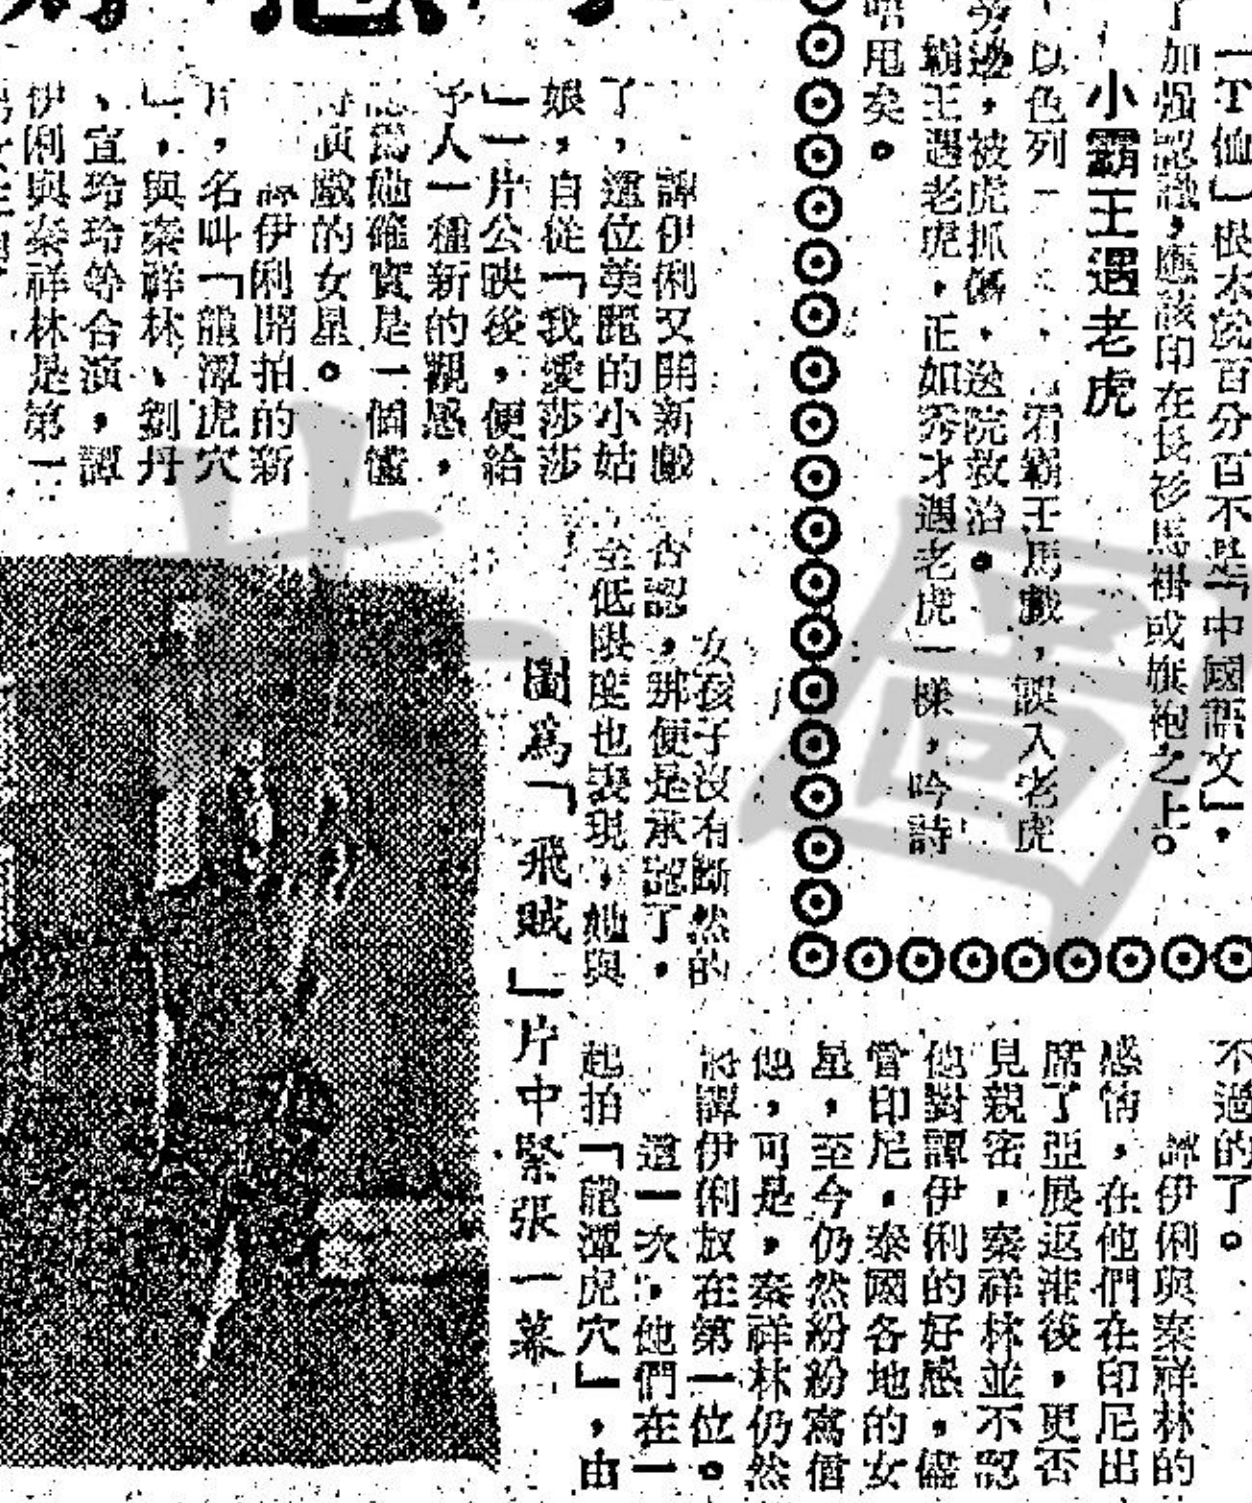 「T恤」根本就百分百不是「中國語文」，
了加强認識，應該印在長衫馬褂或旗袍之上。
小霸王遇老虎
以色列一 看霸王馬戲，誤入老虎
旁邊，被虎抓傷，送院救治。
霸王遇老虎，正如秀才遇老虎一樣，吟詩
唔甩矣。
譚伊俐又開新戲
了，這位美麗的小姑
娘，自從「我愛莎莎
」一片公映後，便給
予人一種新的觀感，
認爲她確實是一個懂
得演戲的女星。
譚伊俐開拍的新
片，名叫「龍潭虎穴
」，與秦祥林、劉丹
、宣玲玲等合演，譚
伊俐與秦祥林是第一
女孩子沒有斷然的
否認，那便是承認了，
至低限度也表現，她與
圖爲「飛賊」片中緊張一幕
不過的了。
譚伊俐與秦祥林的
感情，在他們在印尼出
席了亞展返港後，更否
見親密，秦祥林並不認
他對譚伊俐的好感，儘
管印尼，泰國各地的女
星，至今仍然紛紛寫信
他，可是，秦祥林仍然
將譚伊俐放在第一位。
這一次，他們在一
起拍「龍潭虎穴」，由